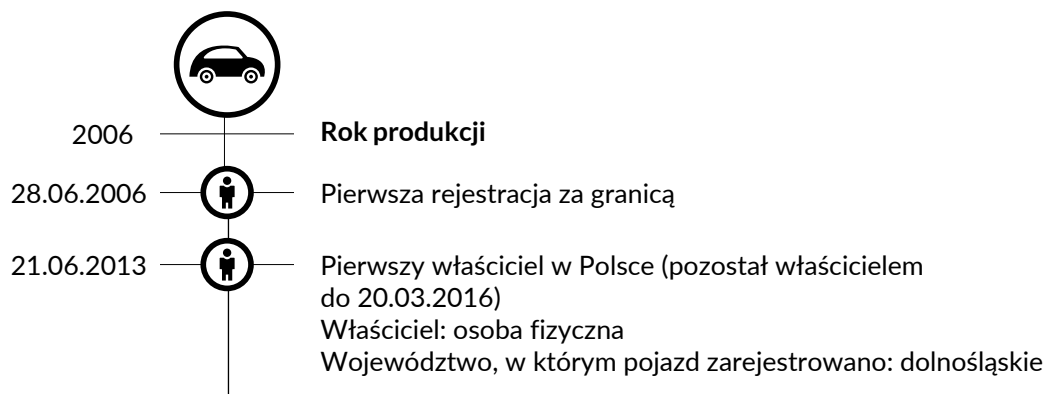 2006 Rok produkcji
28.06.2006 Pierwsza rejestracja za granicą
21.06.2013 Pierwszy właściciel w Polsce (pozostał właścicielem
do 20.03.2016)
Właściciel: osoba fizyczna
Województwo, w którym pojazd zarejestrowano: dolnośląskie